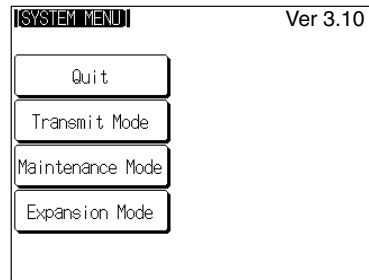 [SYSTEM MENU] Ver 3.10
Quit
Transmit Mode
Maintenance Mode
Expansion Mode